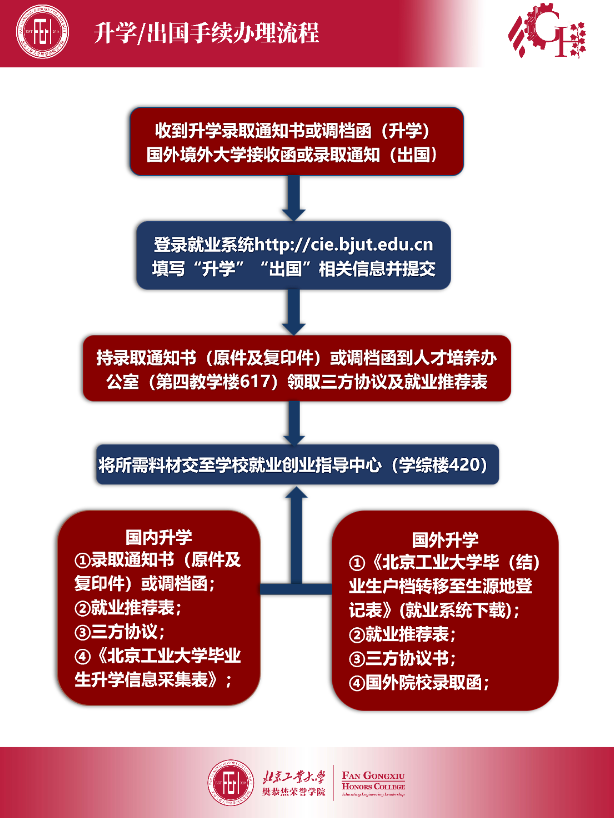 升学/出国手续办理流程
收到升学录取通知书或调档函（升学）
国外境外大学接收函或录取通知（出国）
登录就业系统http://cie.bjut.edu.cn
填写“升学”“出国”相关信息并提交
持录取通知书（原件及复印件）或调档函到人才培养办
公室（第四教学楼617）领取三方协议及就业推荐表
将所需料材交至学校就业创业指导中心（学综楼420）
国内升学
①录取通知书（原件及
复印件）或调档函；
②就业推荐表；
③三方协议；
④《北京工业大学毕业
生升学信息采集表》；
国外升学
①《北京工业大学毕（结）
业生户档转移至生源地登
记表》(就业系统下载)；
②就业推荐表；
③三方协议书；
④国外院校录取函；
北京工业大学
樊恭烋荣誉学院
FAN GONGXIU
HONORS COLLEGE